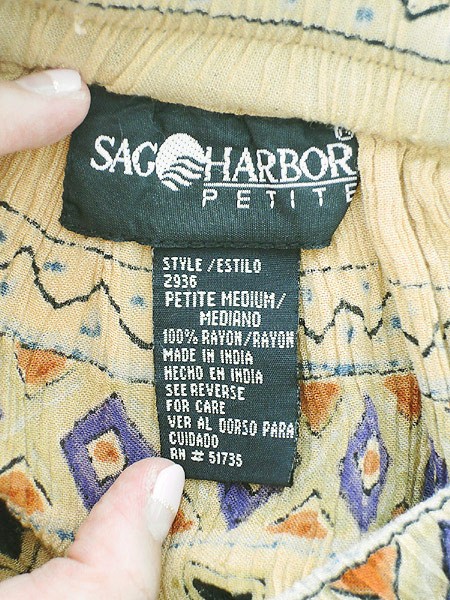 SAG HARBOR®
PETITE
STYLE/ESTILO
2936
PETITE MEDIUM/
MEDIANO
100% RAYON/RAYON
MADE IN INDIA
HECHO EN INDIA
SEE REVERSE
FOR CARE
VER AL DORSO PARA
CUIDADO
RN # 51735